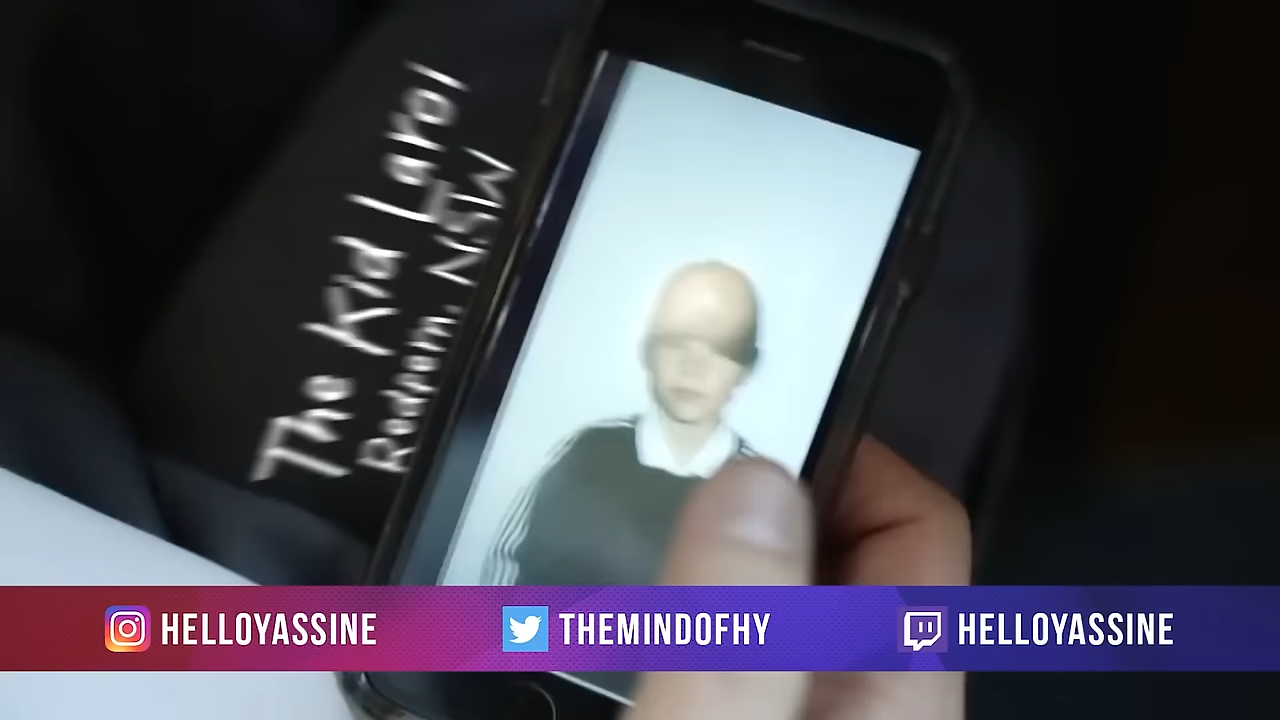 The Kid Laroi
Redfern, NSW
HELLOYASSINE
THEMINDOFHY
HELLOYASSINE